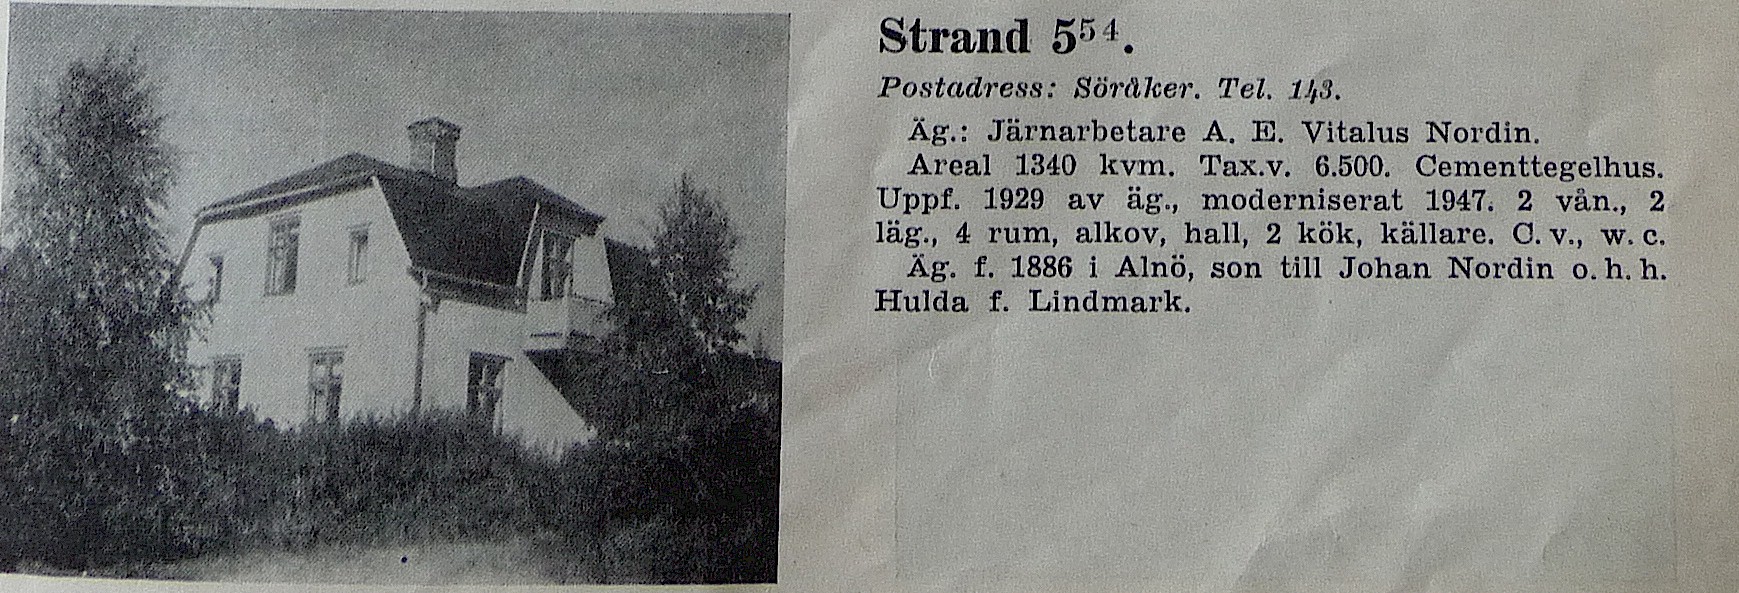 Strand 5⁵⁴.
Postadress: Söråker. Tel. 143.
Äg.: Järnarbetare A. E. Vitalus Nordin.
Areal 1340 kvm. Tax.v. 6.500. Cementtegelhus.
Uppf. 1929 av äg., moderniserat 1947. 2 vån., 2
läg., 4 rum, alkov, hall, 2 kök, källare. C. v., w. c.
Äg. f. 1886 i Alnö, son till Johan Nordin o. h. h.
Hulda f. Lindmark.